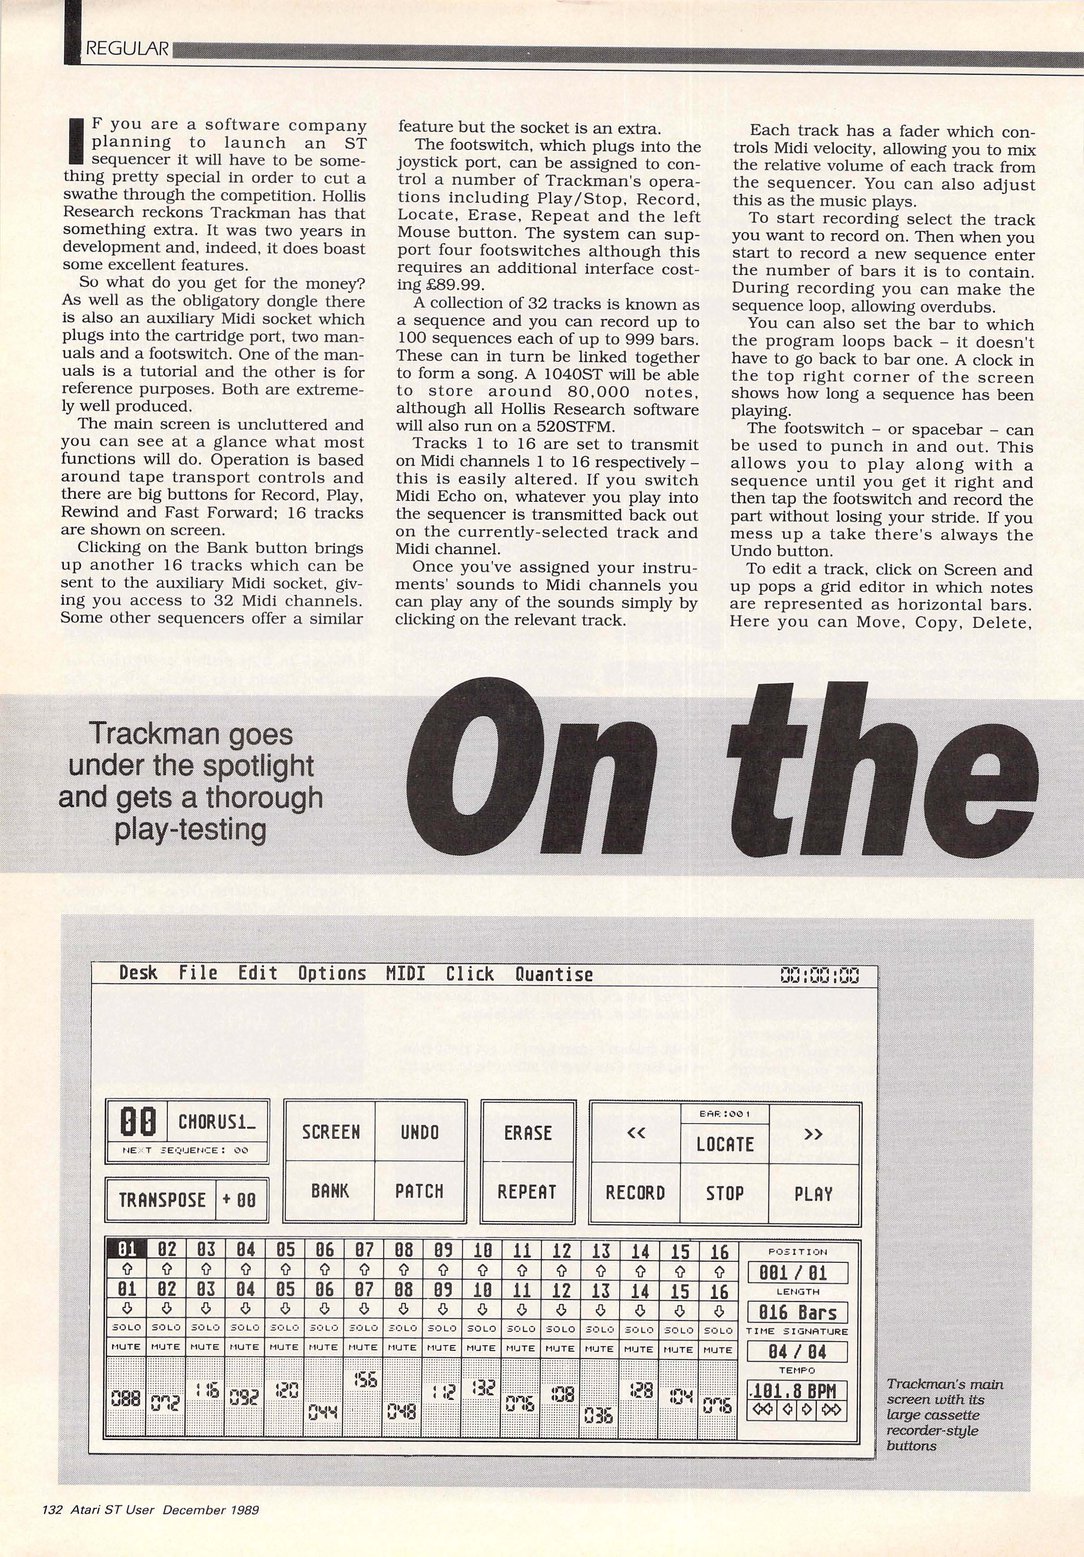 REGULAR
IF you are a software company
planning to launch an ST
sequencer it will have to be some-
thing pretty special in order to cut a
swathe through the competition. Hollis
Research reckons Trackman has that
something extra. It was two years in
development and, indeed, it does boast
some excellent features.
So what do you get for the money?
As well as the obligatory dongle there
is also an auxiliary Midi socket which
plugs into the cartridge port, two man-
uals and a footswitch. One of the man-
uals is a tutorial and the other is for
reference purposes. Both are extreme-
ly well produced.
The main screen is uncluttered and
you can see at a glance what most
functions will do. Operation is based
around tape transport controls and
there are big buttons for Record, Play,
Rewind and Fast Forward; 16 tracks
are shown on screen.
Clicking on the Bank button brings
up another 16 tracks which can be
sent to the auxiliary Midi socket, giv-
ing you access to 32 Midi channels.
Some other sequencers offer a similar
feature but the socket is an extra.
The footswitch, which plugs into the
joystick port, can be assigned to con-
trol a number of Trackman's opera-
tions including Play/Stop, Record,
Locate, Erase, Repeat and the left
Mouse button. The system can sup-
port four footswitches although this
requires an additional interface cost-
ing £89.99.
A collection of 32 tracks is known as
a sequence and you can record up to
100 sequences each of up to 999 bars.
These can in turn be linked together
to form a song. A 1040ST will be able
to store around 80,000 notes,
although all Hollis Research software
will also run on a 520STFM.
Tracks 1 to 16 are set to transmit
on Midi channels 1 to 16 respectively –
this is easily altered. If you switch
Midi Echo on, whatever you play into
the sequencer is transmitted back out
on the currently-selected track and
Midi channel.
Once you've assigned your instru-
ments' sounds to Midi channels you
can play any of the sounds simply by
clicking on the relevant track.
Each track has a fader which con-
trols Midi velocity, allowing you to mix
the relative volume of each track from
the sequencer. You can also adjust
this as the music plays.
To start recording select the track
you want to record on. Then when you
start to record a new sequence enter
the number of bars it is to contain.
During recording you can make the
sequence loop, allowing overdubs.
You can also set the bar to which
the program loops back – it doesn't
have to go back to bar one. A clock in
the top right corner of the screen
shows how long a sequence has been
playing.
The footswitch – or spacebar – can
be used to punch in and out. This
allows you to play along with a
sequence until you get it right and
then tap the footswitch and record the
part without losing your stride. If you
mess up a take there's always the
Undo button.
To edit a track, click on Screen and
up pops a grid editor in which notes
are represented as horizontal bars.
Here you can Move, Copy, Delete,
Trackman goes
under the spotlight
and gets a thorough
play-testing
On the
Desk File Edit Options MIDI Click Quantise 00:00:00
00 CHORUS1_
NEXT SEQUENCE: 00
TRANSPOSE +00
SCREEN UNDO
BANK PATCH
ERASE
REPEAT
<< BAR:001 LOCATE >>
RECORD STOP PLAY
01 02 03 04 05 06 07 08 09 10 11 12 13 14 15 16
01 02 03 04 05 06 07 08 09 10 11 12 13 14 15 16
SOLO SOLO SOLO SOLO SOLO SOLO SOLO SOLO SOLO SOLO SOLO SOLO SOLO SOLO SOLO SOLO
MUTE MUTE MUTE MUTE MUTE MUTE MUTE MUTE MUTE MUTE MUTE MUTE MUTE MUTE MUTE MUTE
088 072 116 092 120 044 156 048 112 132 076 108 036 128 104 076
POSITION
001 / 01
LENGTH
016 Bars
TIME SIGNATURE
04 / 04
TEMPO
101.8 BPM
Trackman's main
screen with its
large cassette
recorder-style
buttons
132 Atari ST User December 1989